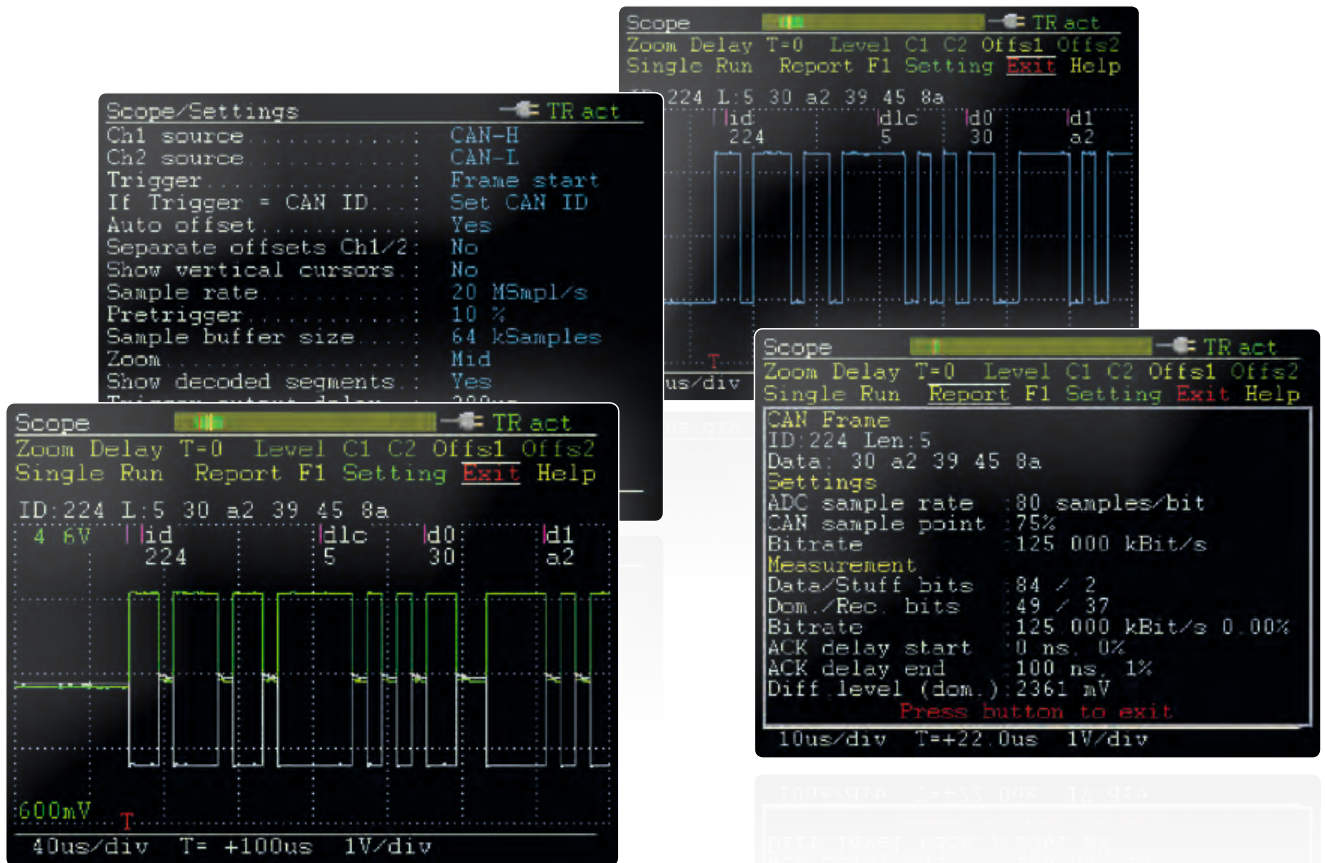 Scope TR act
Zoom Delay T=0 Level C1 C2 Offs1 Offs2
Single Run Report F1 Setting Exit Help
224 L:5 30 a2 39 45 8a
id dlc d0 d1
224 5 30 a2
T
us/div
Scope/Settings TR act
Ch1 source..............: CAN-H
Ch2 source..............: CAN-L
Trigger.................: Frame start
If Trigger = CAN ID...: Set CAN ID
Auto offset.............: Yes
Separate offsets Ch1/2: No
Show vertical cursors.: No
Sample rate.............: 20 MSmpl/s
Pretrigger..............: 10 %
Sample buffer size....: 64 kSamples
Zoom....................: Mid
Show decoded segments.: Yes
Scope TR act
Zoom Delay T=0 Level C1 C2 Offs1 Offs2
Single Run Report F1 Setting Exit Help
ID:224 L:5 30 a2 39 45 8a
4.6V id dlc d0 d1
224 5 30 a2
600mV
T
40us/div T= +100us 1V/div
Scope TR act
Zoom Delay T=0 Level C1 C2 Offs1 Offs2
Single Run Report F1 Setting Exit Help
CAN Frame
ID:224 Len:5
Data: 30 a2 39 45 8a
Settings
ADC sample rate :80 samples/bit
CAN sample point :75%
Bitrate :125 000 kBit/s
Measurement
Data/Stuff bits :84 / 2
Dom./Rec. bits :49 / 37
Bitrate :125 000 kBit/s 0.00%
ACK delay start :0 ns, 0%
ACK delay end :100 ns, 1%
Diff.level (dom.):2361 mV
Press button to exit
10us/div T=+22.0us 1V/div